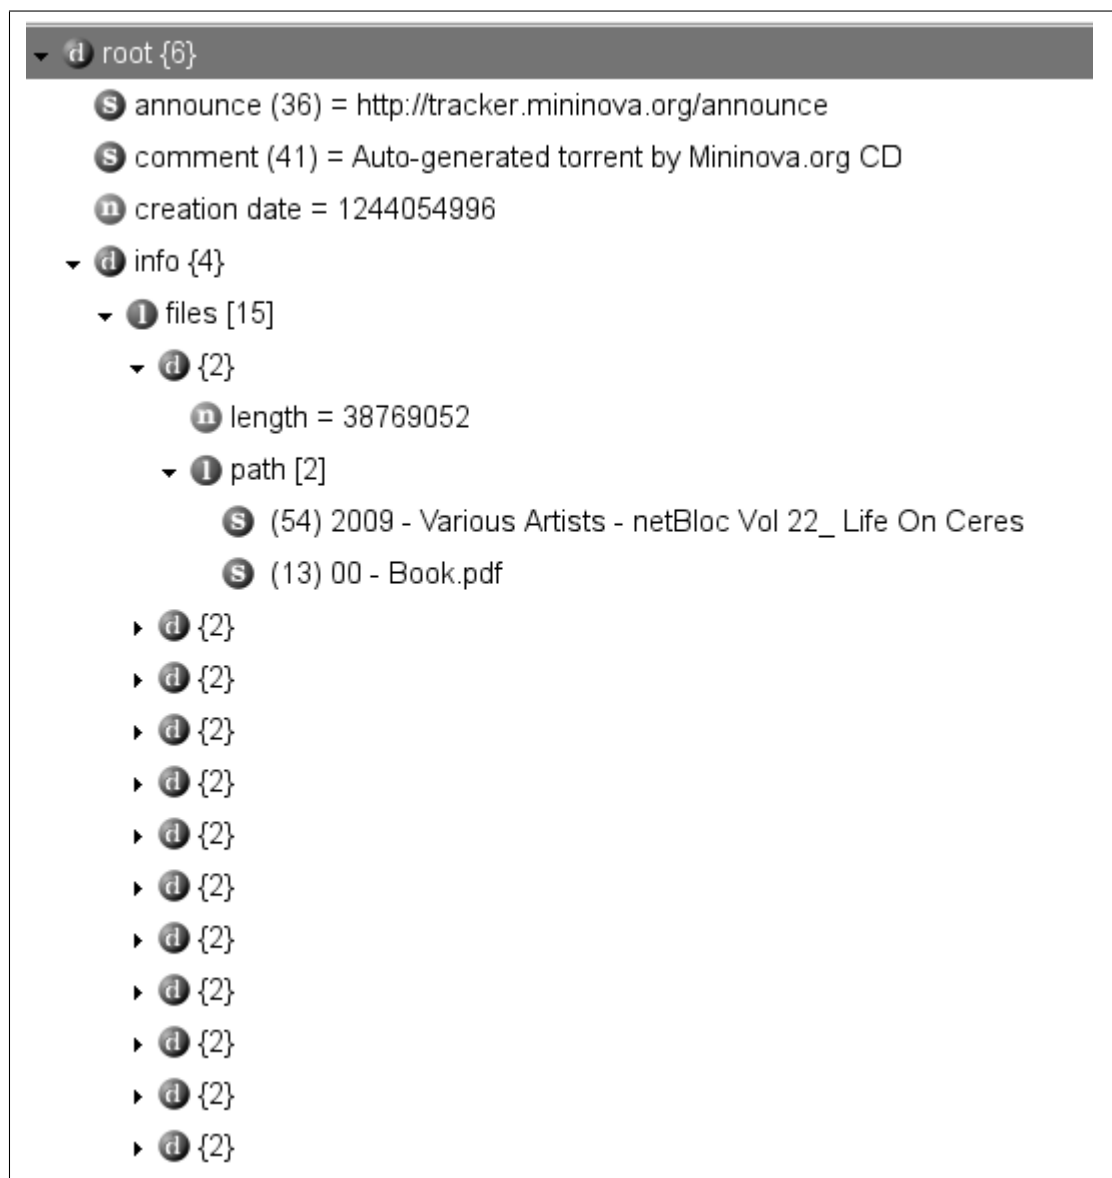 d root {6}
s announce (36) = http://tracker.mininova.org/announce
s comment (41) = Auto-generated torrent by Mininova.org CD
n creation date = 1244054996
d info {4}
l files [15]
d {2}
n length = 38769052
l path [2]
s (54) 2009 - Various Artists - netBloc Vol 22_ Life On Ceres
s (13) 00 - Book.pdf
d {2}
d {2}
d {2}
d {2}
d {2}
d {2}
d {2}
d {2}
d {2}
d {2}
d {2}